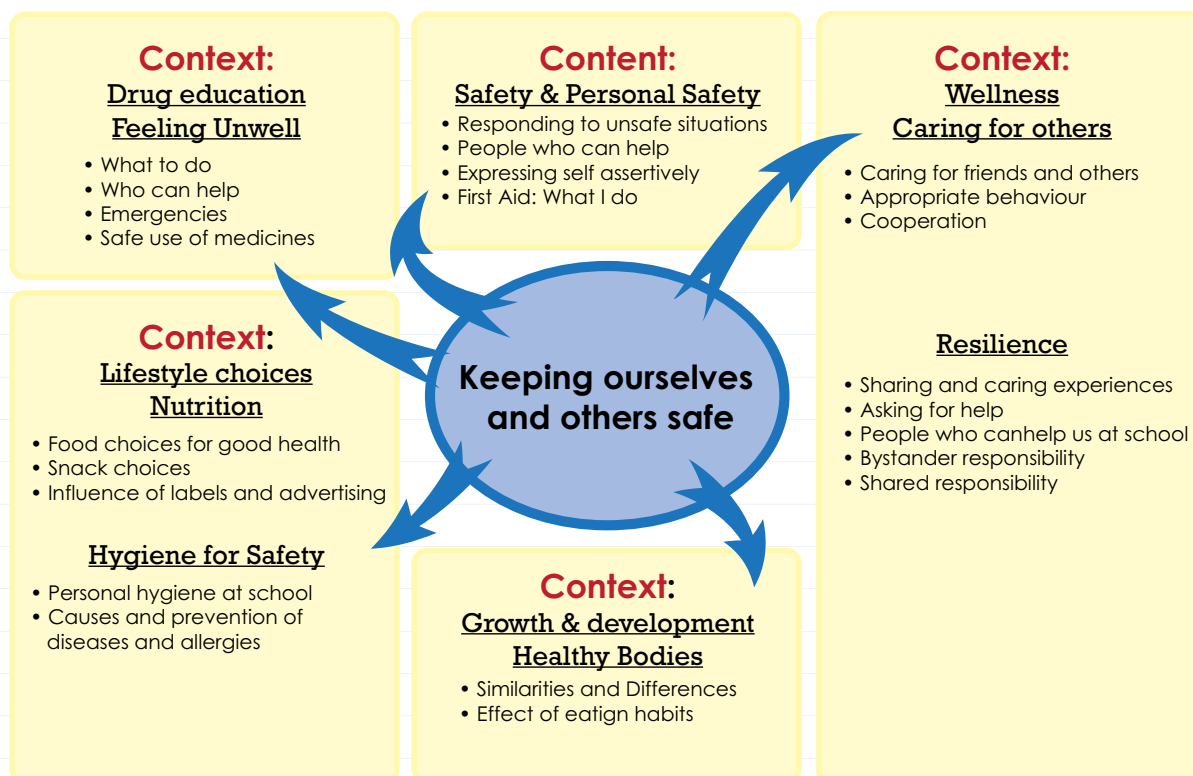 Context:
Drug education
Feeling Unwell
• What to do
• Who can help
• Emergencies
• Safe use of medicines
Content:
Safety & Personal Safety
• Responding to unsafe situations
• People who can help
• Expressing self assertively
• First Aid: What I do
Context:
Wellness
Caring for others
• Caring for friends and others
• Appropriate behaviour
• Cooperation
Resilience
• Sharing and caring experiences
• Asking for help
• People who canhelp us at school
• Bystander responsibility
• Shared responsibility
Keeping ourselves
and others safe
Context:
Lifestyle choices
Nutrition
• Food choices for good health
• Snack choices
• Influence of labels and advertising
Hygiene for Safety
• Personal hygiene at school
• Causes and prevention of
diseases and allergies
Context:
Growth & development
Healthy Bodies
• Similarities and Differences
• Effect of eatign habits